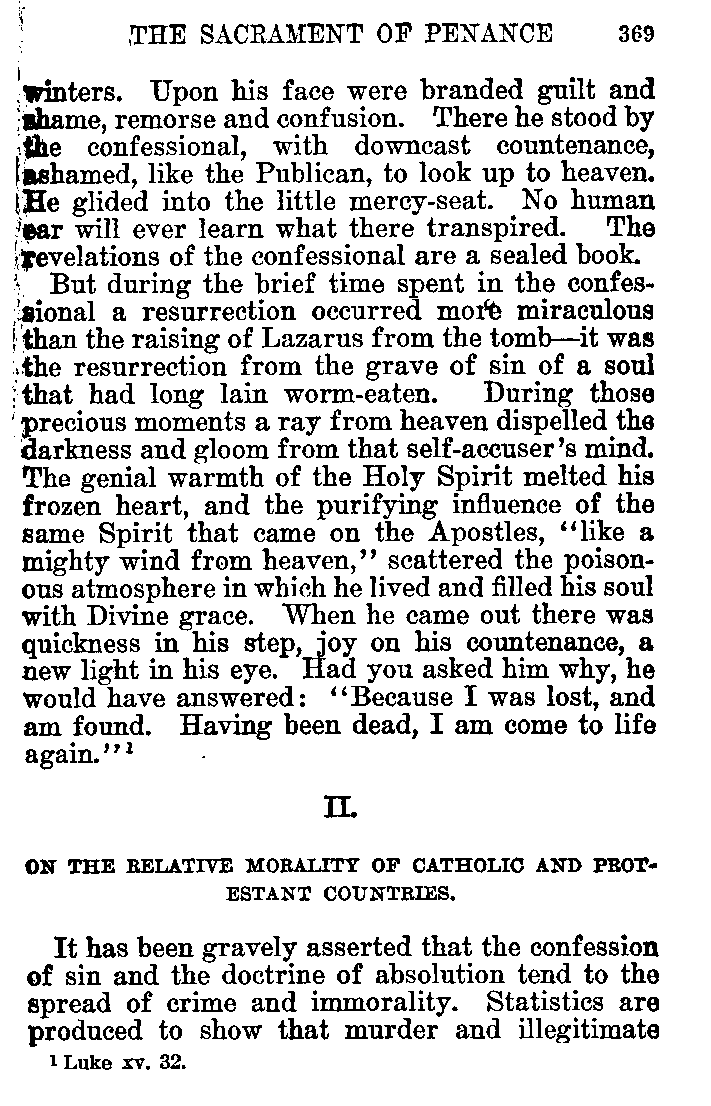 THE SACRAMENT OF PENANCE 369
winters. Upon his face were branded guilt and
shame, remorse and confusion. There he stood by
the confessional, with downcast countenance,
ashamed, like the Publican, to look up to heaven.
He glided into the little mercy-seat. No human
ear will ever learn what there transpired. The
revelations of the confessional are a sealed book.
But during the brief time spent in the confes-
sional a resurrection occurred more miraculous
than the raising of Lazarus from the tomb—it was
the resurrection from the grave of sin of a soul
that had long lain worm-eaten. During those
precious moments a ray from heaven dispelled the
darkness and gloom from that self-accuser's mind.
The genial warmth of the Holy Spirit melted his
frozen heart, and the purifying influence of the
same Spirit that came on the Apostles, "like a
mighty wind from heaven," scattered the poison-
ous atmosphere in which he lived and filled his soul
with Divine grace. When he came out there was
quickness in his step, joy on his countenance, a
new light in his eye. Had you asked him why, he
would have answered: "Because I was lost, and
am found. Having been dead, I am come to life
again."¹
II.
ON THE RELATIVE MORALITY OF CATHOLIC AND PROT-
ESTANT COUNTRIES.
It has been gravely asserted that the confession
of sin and the doctrine of absolution tend to the
spread of crime and immorality. Statistics are
produced to show that murder and illegitimate
¹ Luke xv. 32.